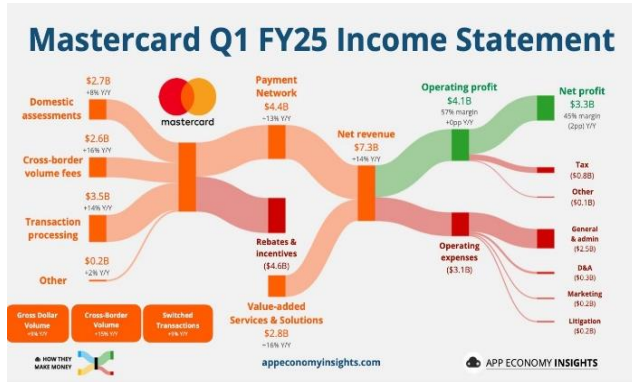 Mastercard Q1 FY25 Income Statement
$2.7B
+8% Y/Y
Domestic
assessments
$2.6B
+16% Y/Y
Cross-border
volume fees
$3.5B
+14% Y/Y
Transaction
processing
$0.2B
+2% Y/Y
Other
mastercard
Payment
Network
$4.4B
+13% Y/Y
Rebates &
incentives
($4.6B)
Value-added
Services & Solutions
$2.8B
+16% Y/Y
Net revenue
$7.3B
+14% Y/Y
Operating profit
$4.1B
57% margin
+0pp Y/Y
Operating
expenses
($3.1B)
Net profit
$3.3B
45% margin
(2pp) Y/Y
Tax
($0.8B)
Other
($0.1B)
General
& admin
($2.5B)
D&A
($0.3B)
Marketing
($0.2B)
Litigation
($0.2B)
Gross Dollar
Volume
+9% Y/Y
Cross-Border
Volume
+15% Y/Y
Switched
Transactions
+9% Y/Y
HOW THEY
MAKE MONEY
appeconomyinsights.com
APP ECONOMY INSIGHTS